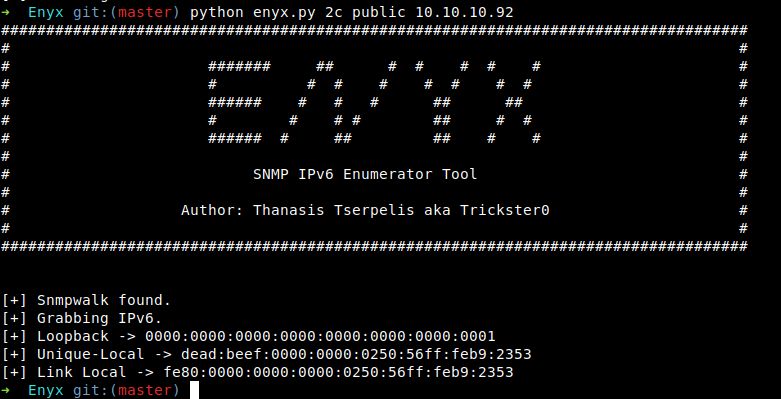 → Enyx git:(master) python enyx.py 2c public 10.10.10.92
###################################################################################
#                                                                                 #
#                      #######     ##      #  #    #  #    #                      #
#                      #          #  #    #    #  #    #  #                       #
#                      ######    #   #   #      ##      ##                        #
#                      #        #    # #        ##     #  #                       #
#                      ######  #     ##         ##    #    #                      #
#                                                                                 #
#                           SNMP IPv6 Enumerator Tool                             #
#                                                                                 #
#                   Author: Thanasis Tserpelis aka Trickster0                     #
#                                                                                 #
###################################################################################
[+] Snmpwalk found.
[+] Grabbing IPv6.
[+] Loopback -> 0000:0000:0000:0000:0000:0000:0000:0001
[+] Unique-Local -> dead:beef:0000:0000:0250:56ff:feb9:2353
[+] Link Local -> fe80:0000:0000:0000:0250:56ff:feb9:2353
→ Enyx git:(master)